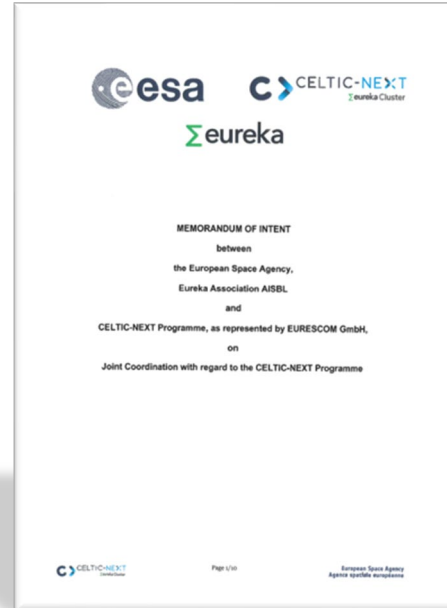 esa
CELTIC-NEXT
eureka Cluster
eureka
MEMORANDUM OF INTENT
between
the European Space Agency,
Eureka Association AISBL
and
CELTIC-NEXT Programme, as represented by EURESCOM GmbH,
on
Joint Coordination with regard to the CELTIC-NEXT Programme
CELTIC-NEXT
Page 1/10
European Space Agency
Agence spatiale européenne